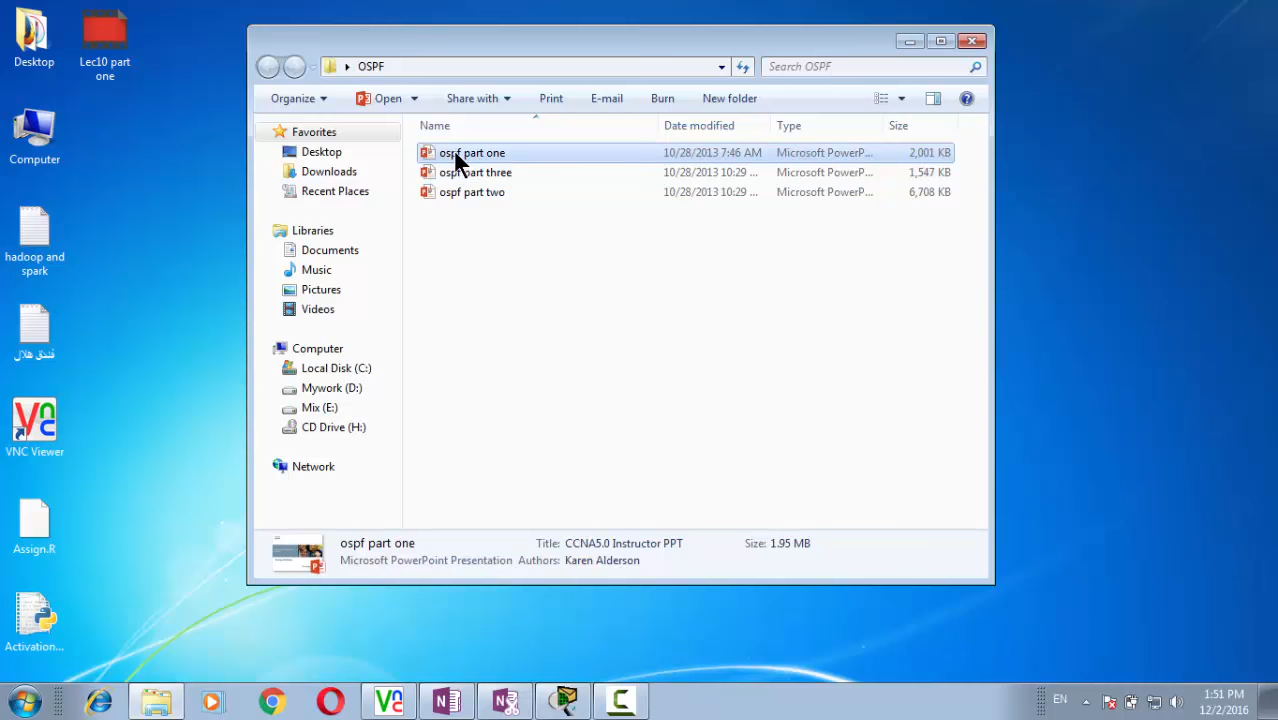 Desktop
Lec10 part
one
Computer
hadoop and
spark
فندق هلال
VNC Viewer
Assign.R
Activation...
OSPF
Search OSPF
Organize
Open
Share with
Print
E-mail
Burn
New folder
Favorites
Desktop
Downloads
Recent Places
Libraries
Documents
Music
Pictures
Videos
Computer
Local Disk (C:)
Mywork (D:)
Mix (E:)
CD Drive (H:)
Network
Name Date modified Type Size
ospf part one 10/28/2013 7:46 AM Microsoft PowerP... 2,001 KB
ospf part three 10/28/2013 10:29 ... Microsoft PowerP... 1,547 KB
ospf part two 10/28/2013 10:29 ... Microsoft PowerP... 6,708 KB
ospf part one Title: CCNA5.0 Instructor PPT Size: 1.95 MB
Microsoft PowerPoint Presentation Authors: Karen Alderson
EN
1:51 PM
12/2/2016